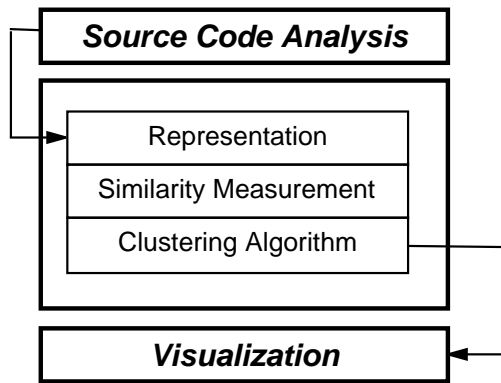 Source Code Analysis
Representation
Similarity Measurement
Clustering Algorithm
Visualization